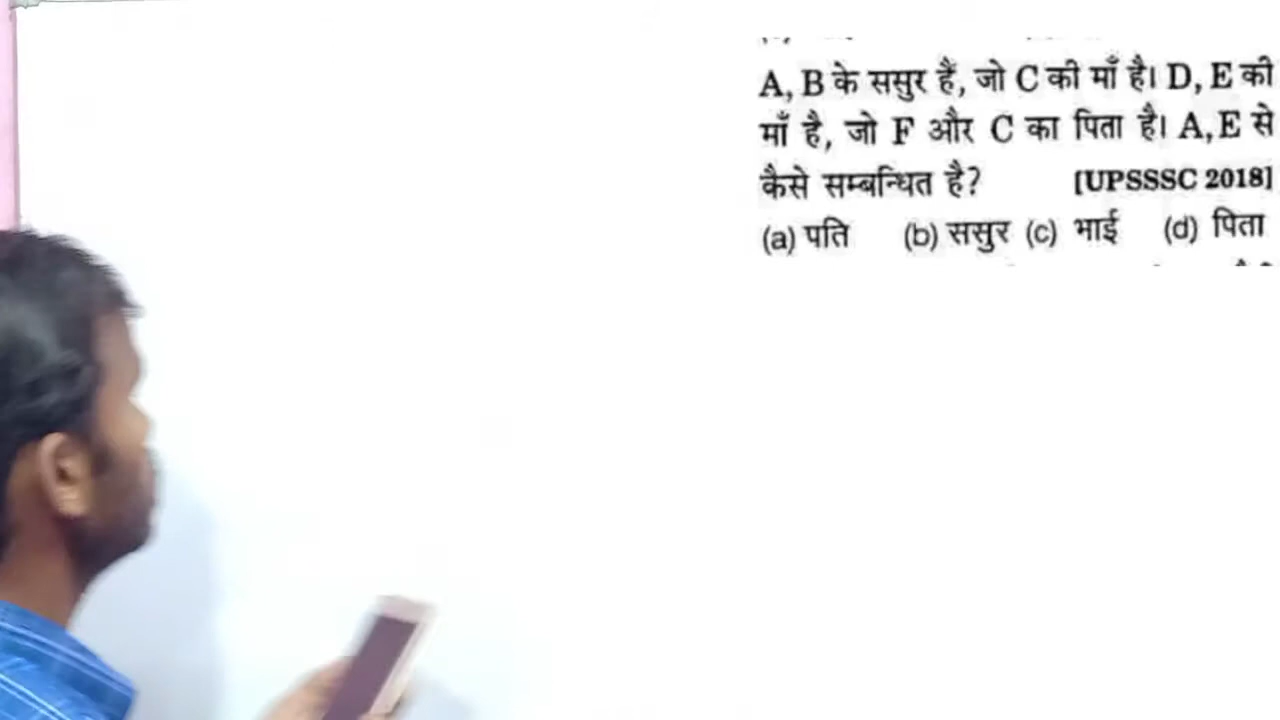 A, B के ससुर हैं, जो C की माँ है। D, E की
माँ है, जो F और C का पिता है। A, E से
कैसे सम्बन्धित है? [UPSSSC 2018]
(a) पति (b) ससुर (c) भाई (d) पिता